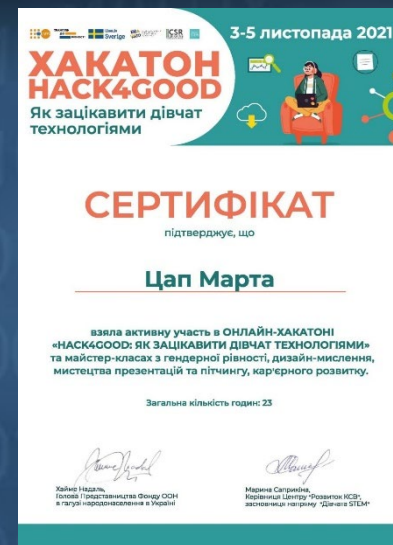 Sverige
CSR
3-5 листопада 2021
ХАКАТОН
HACK4GOOD
Як зацікавити дівчат
технологіями
СЕРТИФІКАТ
підтверджує, що
Цап Марта
взяла активну участь в ОНЛАЙН-ХАКАТОНІ
«HACK4GOOD: ЯК ЗАЦІКАВИТИ ДІВЧАТ ТЕХНОЛОГІЯМИ»
та майстер-класах з гендерної рівності, дизайн-мислення,
мистецтва презентацій та пітчингу, кар'єрного розвитку.
Загальна кількість годин: 23
Хайме Надаль,
Голова Представництва Фонду ООН
в галузі народонаселення в Україні
Марина Саприкіна,
Керівниця Центру "Розвиток КСВ",
засновниця напряму "Дівчата STEM"